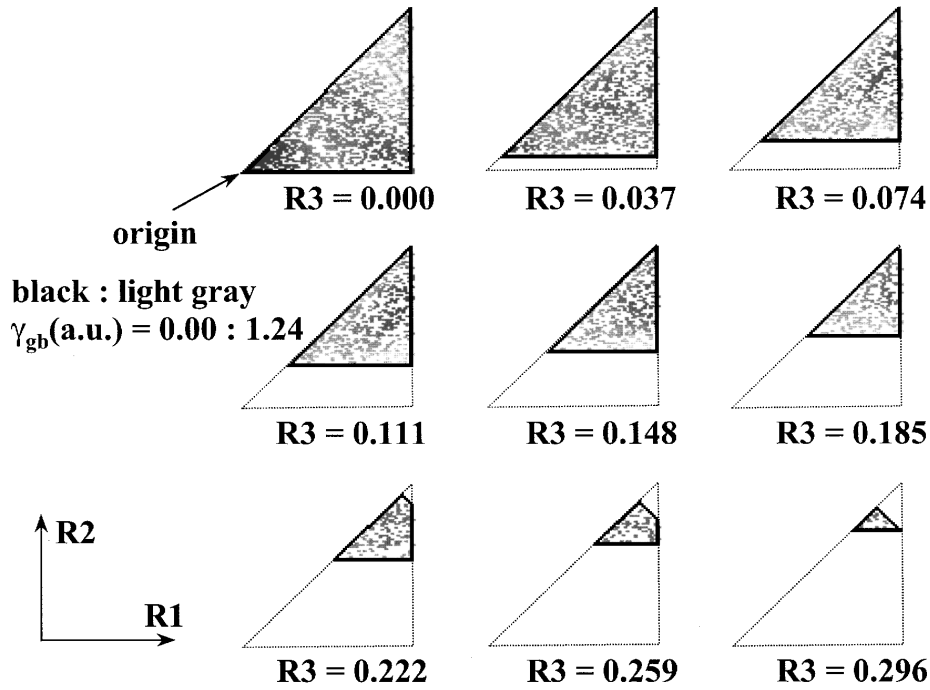 R3 = 0.000
R3 = 0.037
R3 = 0.074
origin
black : light gray
γgb(a.u.) = 0.00 : 1.24
R3 = 0.111
R3 = 0.148
R3 = 0.185
R2
R1
R3 = 0.222
R3 = 0.259
R3 = 0.296